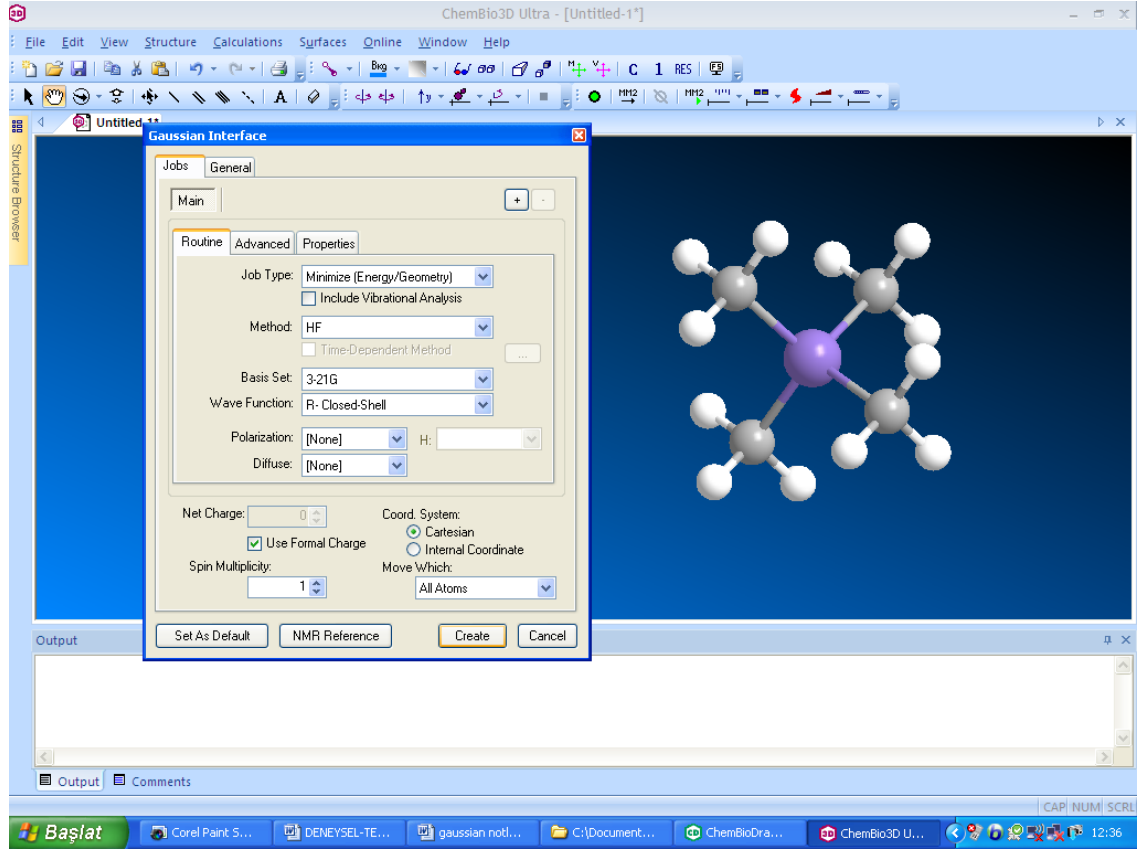 3D
ChemBio3D Ultra - [Untitled-1*]
File Edit View Structure Calculations Surfaces Online Window Help
Bkg M V C 1 RES F5
A MM2 MM2
Untitled-1*
Structure Browser
Gaussian Interface
Jobs General
Main + -
Routine Advanced Properties
Job Type: Minimize (Energy/Geometry)
Include Vibrational Analysis
Method: HF
Time-Dependent Method ...
Basis Set: 3-21G
Wave Function: R- Closed-Shell
Polarization: [None] H:
Diffuse: [None]
Net Charge: 0 Coord. System:
Use Formal Charge Cartesian
Internal Coordinate
Spin Multiplicity: Move Which:
1 All Atoms
Set As Default NMR Reference Create Cancel
Output
Output Comments
CAP NUM SCRL
Başlat Corel Paint S... DENEYSEL-TE... gaussian notl... C:\Document... ChemBioDra... ChemBio3D U... 12:36